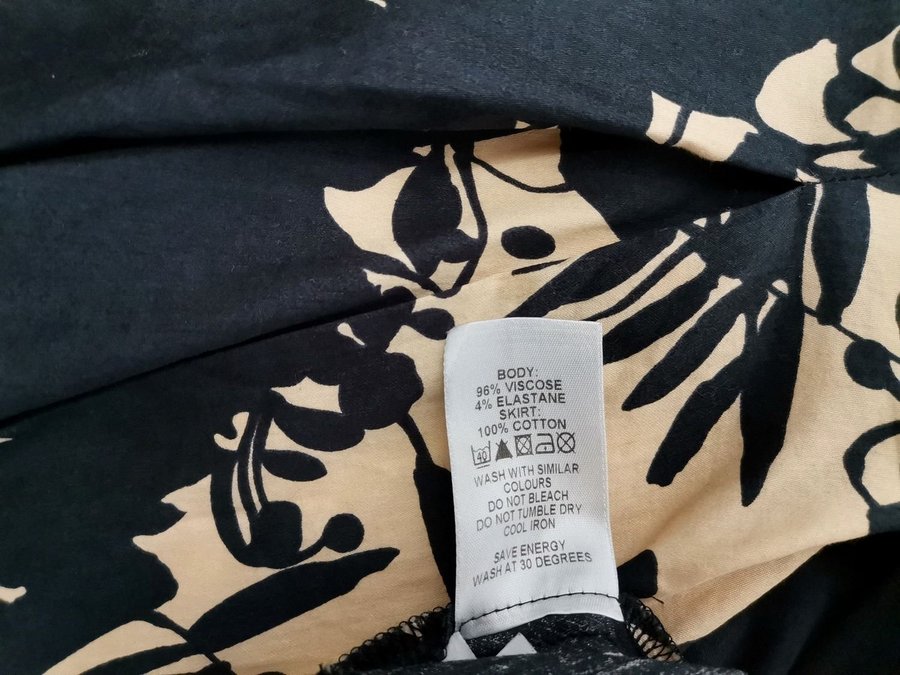 BODY:
96% VISCOSE
4% ELASTANE
SKIRT:
100% COTTON
40
WASH WITH SIMILAR
COLOURS
DO NOT BLEACH
DO NOT TUMBLE DRY
COOL IRON
SAVE ENERGY
WASH AT 30 DEGREES